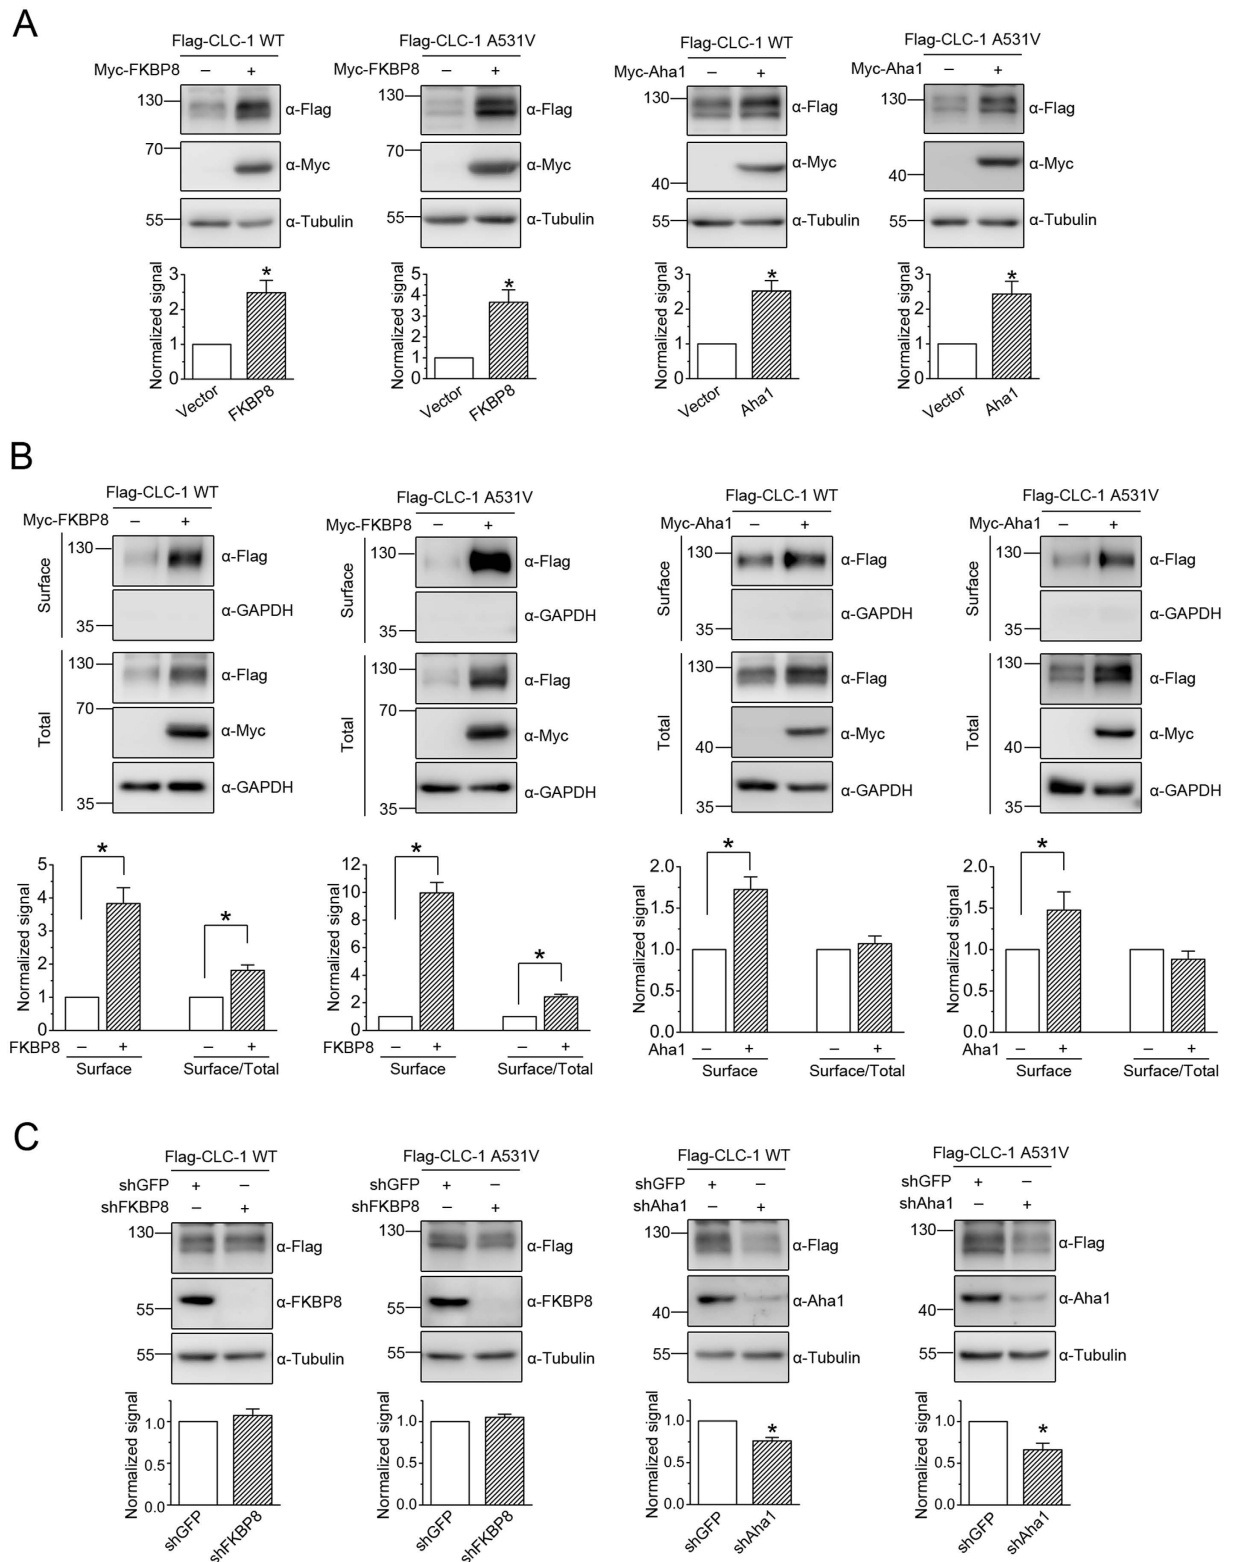 A
Flag-CLC-1 WT
Myc-FKBP8 – +
130 α-Flag
70 α-Myc
55 α-Tubulin
Normalized signal
3
2
1
0
*
Vector FKBP8
Flag-CLC-1 A531V
Myc-FKBP8 – +
130 α-Flag
70 α-Myc
55 α-Tubulin
Normalized signal
5
4
3
2
1
0
*
Vector FKBP8
Flag-CLC-1 WT
Myc-Aha1 – +
130 α-Flag
40 α-Myc
55 α-Tubulin
Normalized signal
3
2
1
0
*
Vector Aha1
Flag-CLC-1 A531V
Myc-Aha1 – +
130 α-Flag
40 α-Myc
55 α-Tubulin
Normalized signal
3
2
1
0
*
Vector Aha1
B
Flag-CLC-1 WT
Myc-FKBP8 – +
Surface
130 α-Flag
35 α-GAPDH
Total
130 α-Flag
70 α-Myc
35 α-GAPDH
Normalized signal
5
4
3
2
1
0
* *
FKBP8 – + – +
Surface Surface/Total
Flag-CLC-1 A531V
Myc-FKBP8 – +
Surface
130 α-Flag
35 α-GAPDH
Total
130 α-Flag
70 α-Myc
35 α-GAPDH
Normalized signal
12
10
8
6
4
2
0
* *
FKBP8 – + – +
Surface Surface/Total
Flag-CLC-1 WT
Myc-Aha1 – +
Surface
130 α-Flag
35 α-GAPDH
Total
130 α-Flag
40 α-Myc
35 α-GAPDH
Normalized signal
2.0
1.5
1.0
0.5
0.0
*
Aha1 – + – +
Surface Surface/Total
Flag-CLC-1 A531V
Myc-Aha1 – +
Surface
130 α-Flag
35 α-GAPDH
Total
130 α-Flag
40 α-Myc
35 α-GAPDH
Normalized signal
2.0
1.5
1.0
0.5
0.0
*
Aha1 – + – +
Surface Surface/Total
C
Flag-CLC-1 WT
shGFP + –
shFKBP8 – +
130 α-Flag
55 α-FKBP8
55 α-Tubulin
Normalized signal
1.0
0.5
0.0
shGFP shFKBP8
Flag-CLC-1 A531V
shGFP + –
shFKBP8 – +
130 α-Flag
55 α-FKBP8
55 α-Tubulin
Normalized signal
1.0
0.5
0.0
shGFP shFKBP8
Flag-CLC-1 WT
shGFP + –
shAha1 – +
130 α-Flag
40 α-Aha1
55 α-Tubulin
Normalized signal
1.0
0.5
0.0
*
shGFP shAha1
Flag-CLC-1 A531V
shGFP + –
shAha1 – +
130 α-Flag
40 α-Aha1
55 α-Tubulin
Normalized signal
1.0
0.5
0.0
*
shGFP shAha1